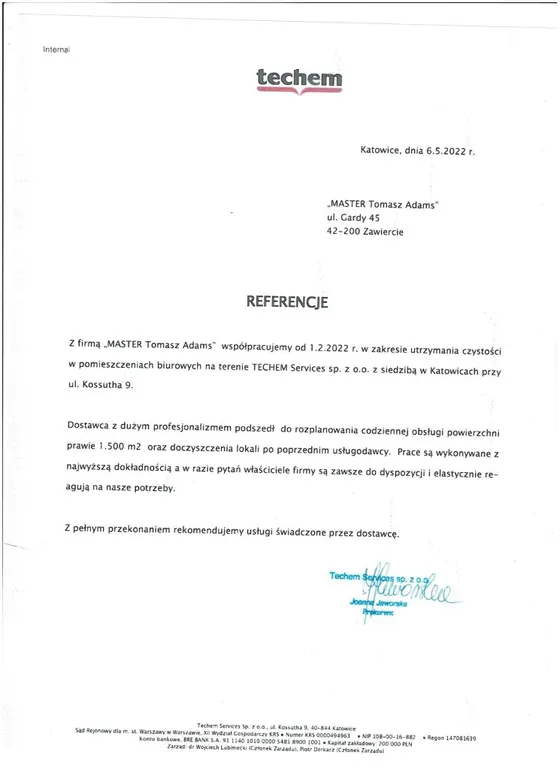 Internal
techem
Katowice, dnia 6.5.2022 r.
„MASTER Tomasz Adams"
ul. Gardy 45
42-200 Zawiercie
REFERENCJE
Z firmą „MASTER Tomasz Adams" współpracujemy od 1.2.2022 r. w zakresie utrzymania czystości
w pomieszczeniach biurowych na terenie TECHEM Services sp. z o.o. z siedzibą w Katowicach przy
ul. Kossutha 9.
Dostawca z dużym profesjonalizmem podszedł do rozplanowania codziennej obsługi powierzchni
prawie 1.500 m2 oraz doczyszczenia lokali po poprzednim usługodawcy. Prace są wykonywane z
najwyższą dokładnością a w razie pytań właściciele firmy są zawsze do dyspozycji i elastycznie re-
agują na nasze potrzeby.
Z pełnym przekonaniem rekomendujemy usługi świadczone przez dostawcę.
Techem Services sp. z o.o.
Joanna Jaworska
Prokurent
Techem Services Sp. z o.o., ul. Kossutha 9, 40-844 Katowice
Sąd Rejonowy dla m. st. Warszawy w Warszawie, XII Wydział Gospodarczy KRS • Numer KRS 0000494963 • NIP 108-00-16-882 • Regon 147083639
Konto bankowe: BRE BANK S.A. 91 1140 1010 0000 5485 8900 1001 • Kapitał zakładowy: 200 000 PLN
Zarząd: dr Wojciech Lubiniecki (Członek Zarządu), Piotr Derkacz (Członek Zarządu)